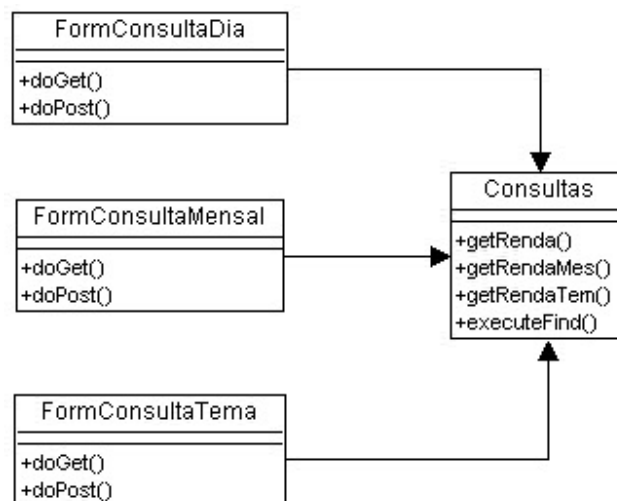 FormConsultaDia
+doGet()
+doPost()
FormConsultaMensal
+doGet()
+doPost()
Consultas
+getRenda()
+getRendaMes()
+getRendaTem()
+executeFind()
FormConsultaTema
+doGet()
+doPost()